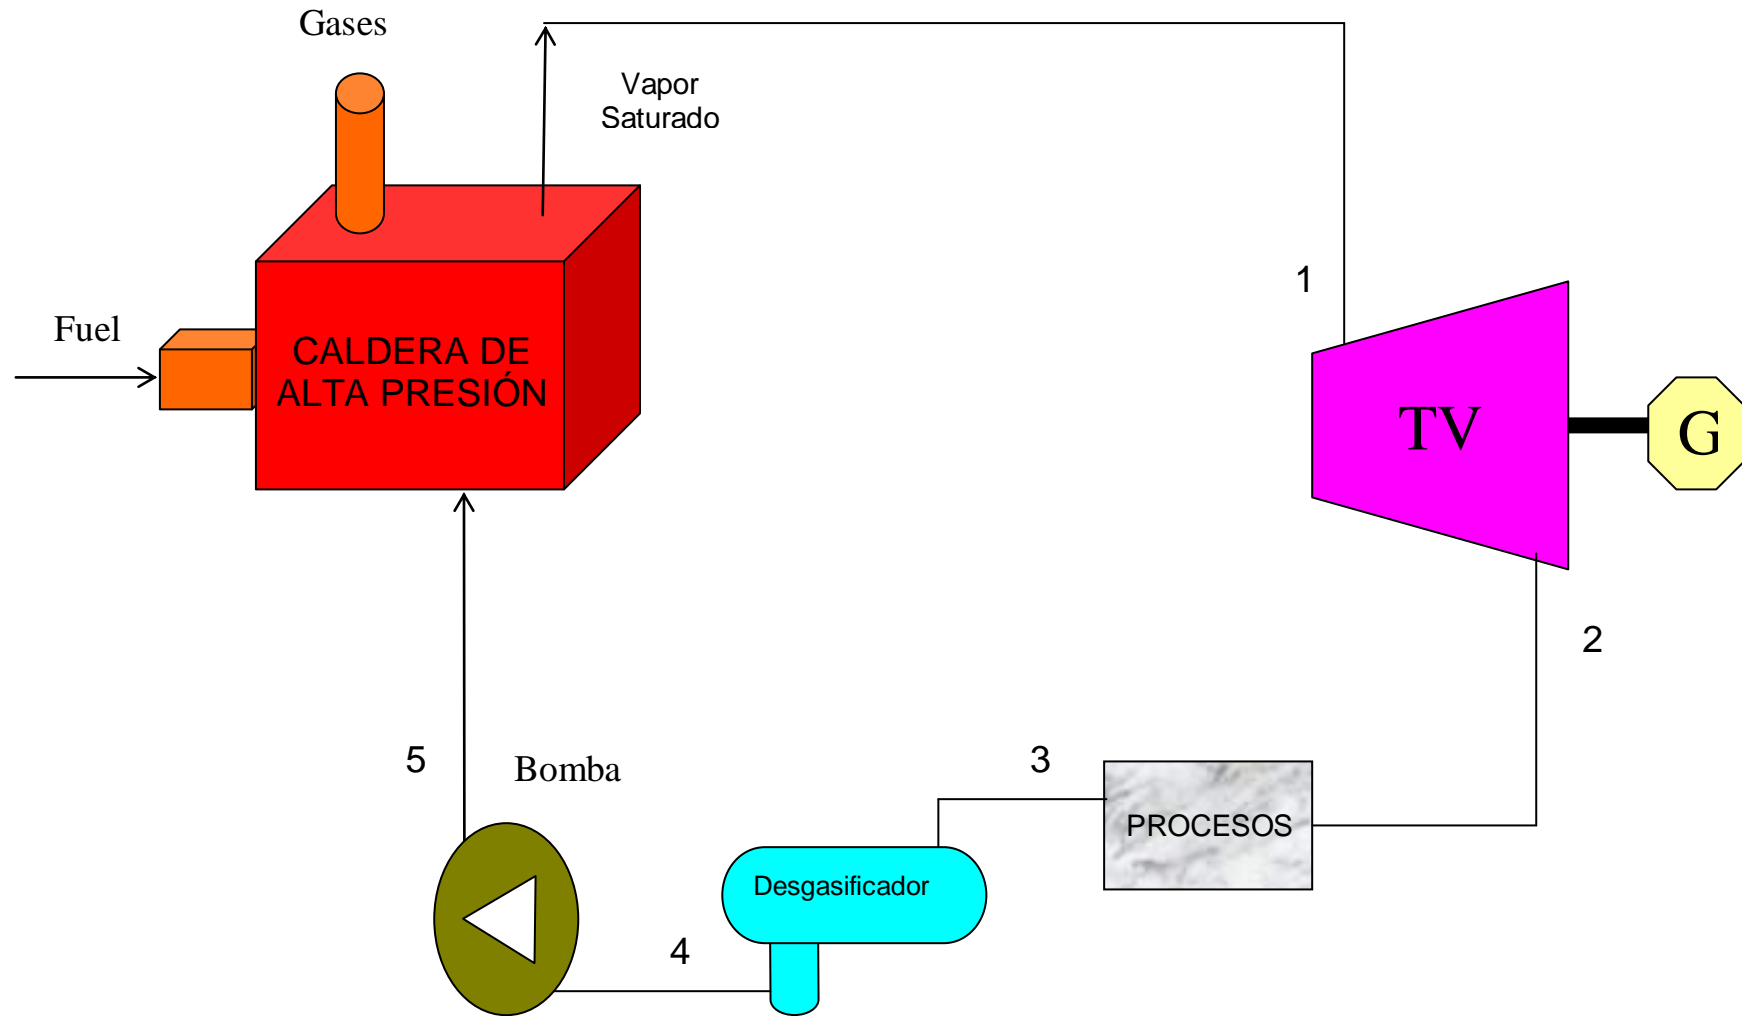 Gases
Vapor
Saturado
1
Fuel
CALDERA DE
ALTA PRESIÓN
TV
G
2
3
5
Bomba
PROCESOS
Desgasificador
4